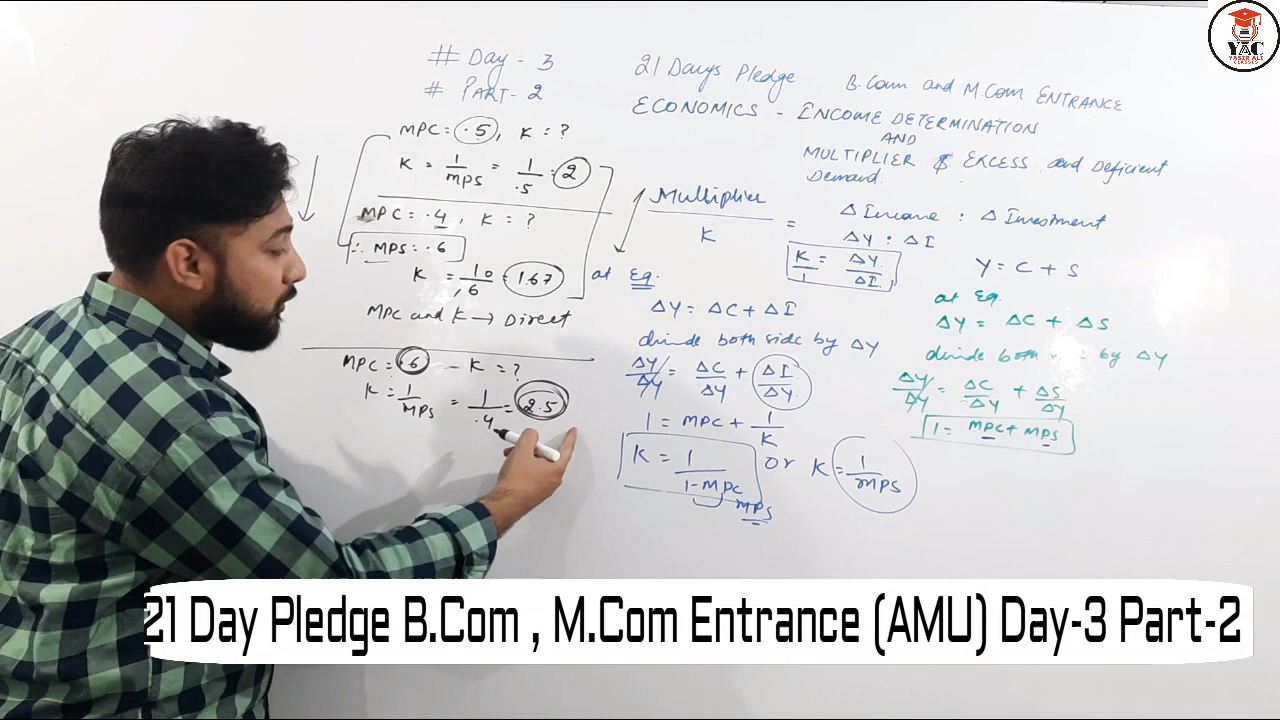 # Day - 3
# PART - 2
MPC = .5, K = ?
K = 1/MPS = 1/.5 = 2
MPC = .4, K = ?
∴ MPS = .6
K = 10/.6 = 1.67
MPC and K → Direct
MPC = .6 – K = ?
K = 1/MPS = 1/.4 = 2.5
21 Days Pledge B.Com and M.Com ENTRANCE
ECONOMICS - INCOME DETERMINATION
AND
MULTIPLIER & EXCESS and Deficient
Demand.
Multiplier / K = Δ Income : Δ Investment
ΔY : ΔI
K/1 = ΔY/ΔI
at Eq.
ΔY = ΔC + ΔI
divide both side by ΔY
ΔY/ΔY = ΔC/ΔY + ΔI/ΔY
1 = MPC + 1/K
K = 1/1-MPC or K = 1/MPS
MPS
Y = C + S
at Eq.
ΔY = ΔC + ΔS
divide both by ΔY
ΔY/ΔY = ΔC/ΔY + ΔS/ΔY
1 = MPC + MPS
YAC
YASIR ALI
CLASSES
21 Day Pledge B.Com , M.Com Entrance (AMU) Day-3 Part-2